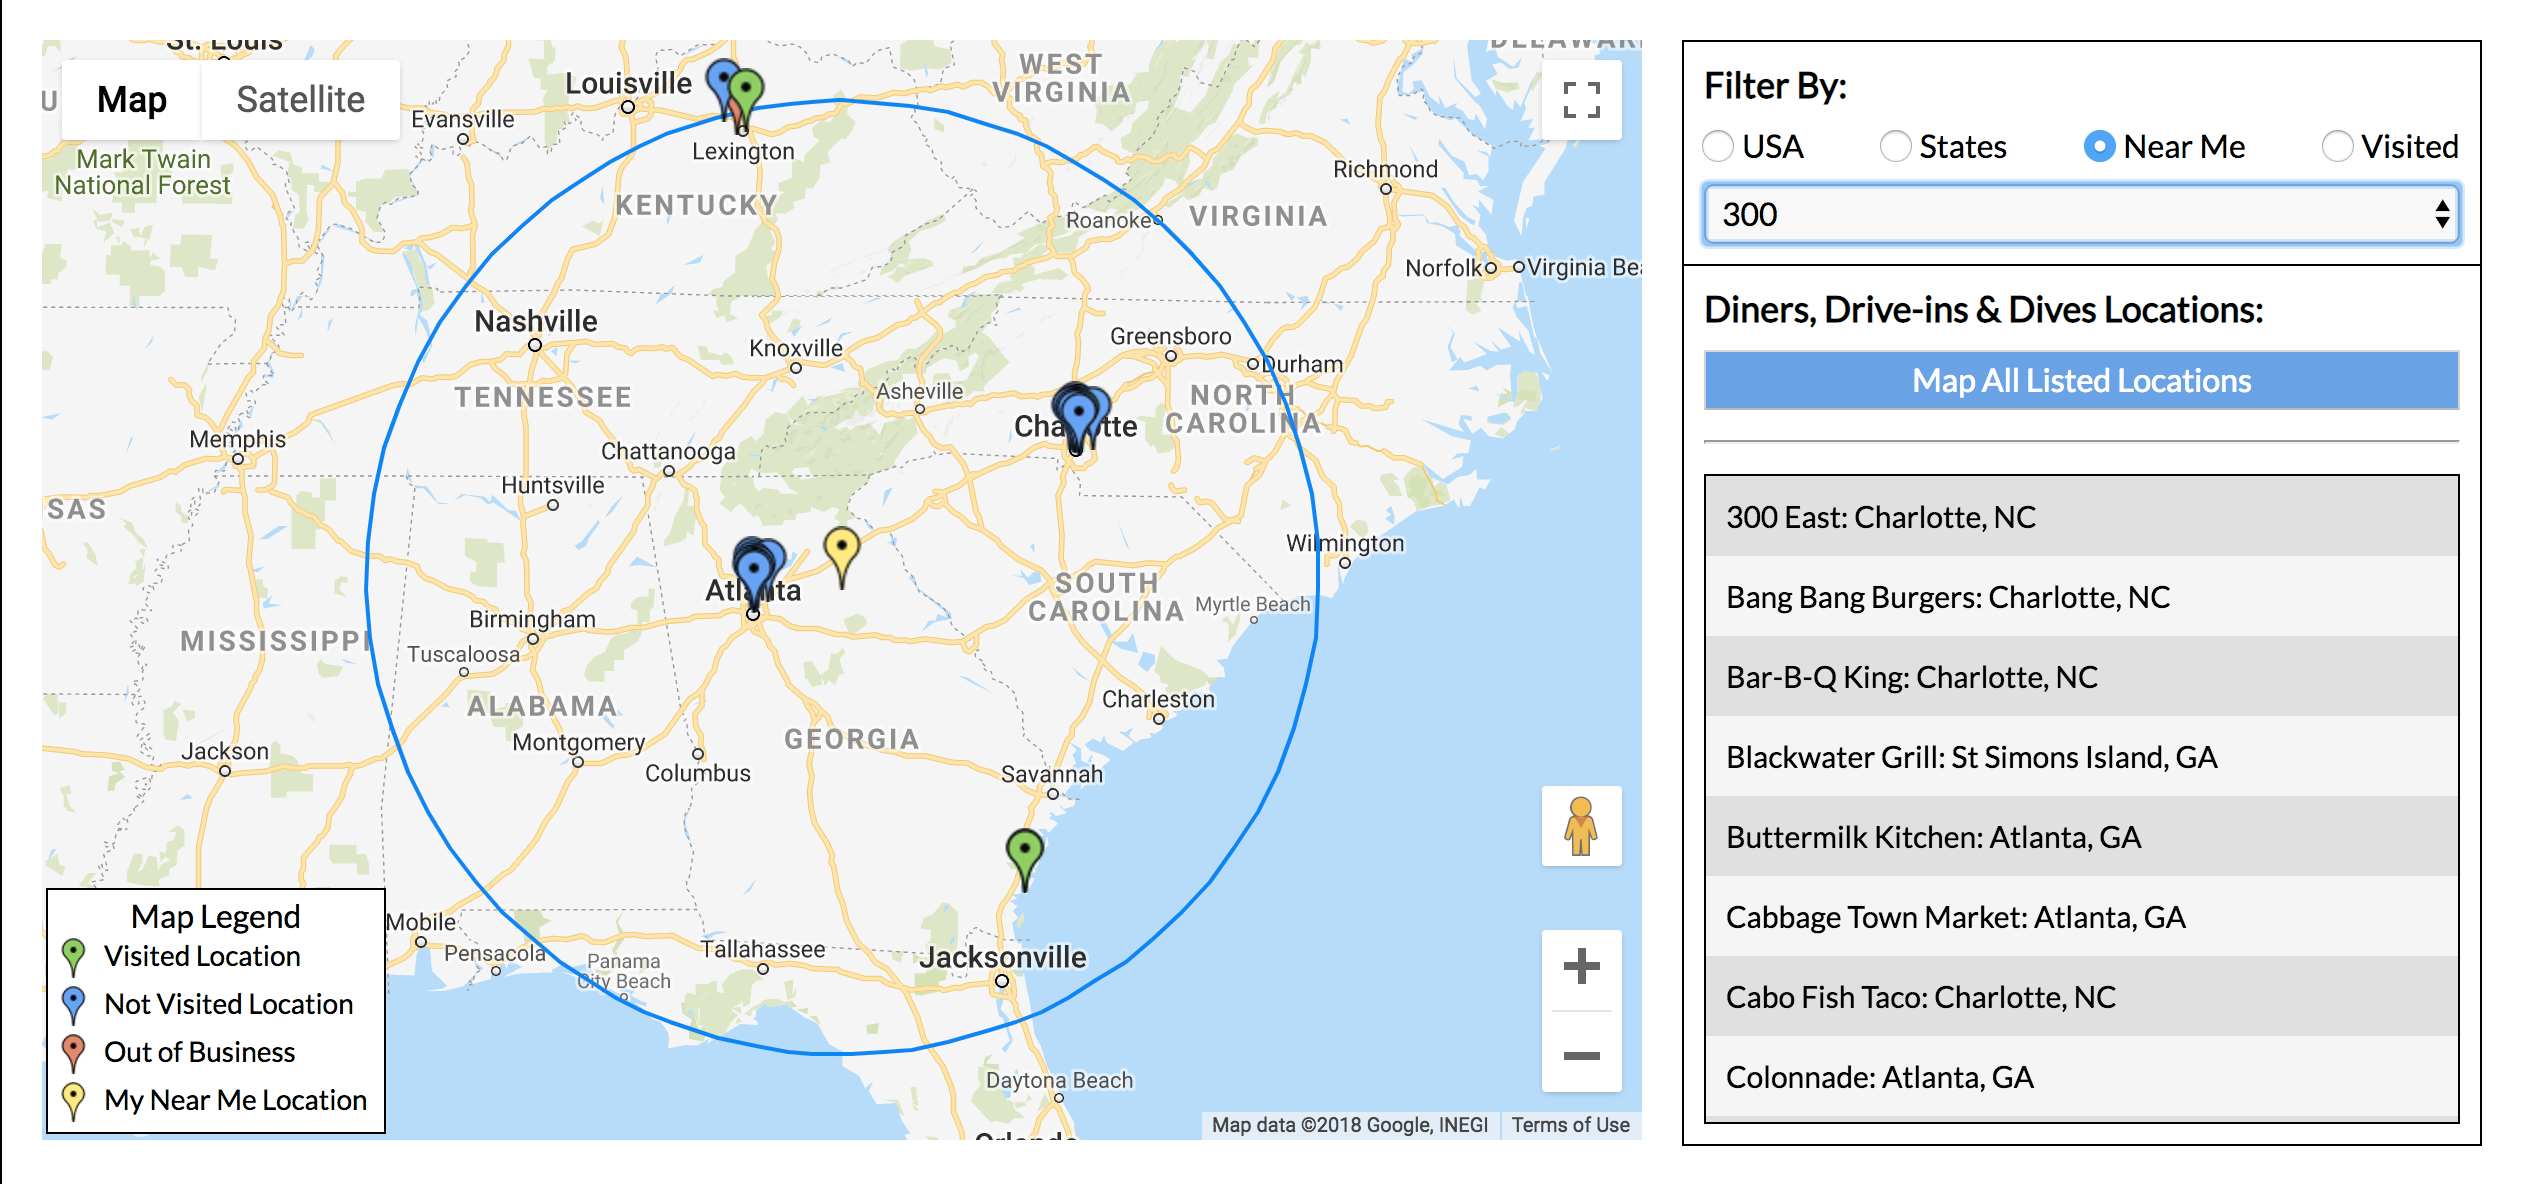 St. Louis
DELAWARE
Map
Satellite
Louisville
WEST
VIRGINIA
Evansville
Lexington
Mark Twain
National Forest
Richmond
KENTUCKY
Roanoke
VIRGINIA
Norfolk
Virginia Bea
Nashville
Knoxville
Greensboro
Durham
TENNESSEE
Asheville
NORTH
CAROLINA
Charlotte
Memphis
Chattanooga
Huntsville
SAS
Wilmington
Atlanta
SOUTH
CAROLINA
Myrtle Beach
Birmingham
MISSISSIPPI
Tuscaloosa
ALABAMA
Charleston
Montgomery
GEORGIA
Jackson
Columbus
Savannah
Mobile
Pensacola
Panama
City Beach
Tallahassee
Jacksonville
Daytona Beach
Orlando
Map Legend
Visited Location
Not Visited Location
Out of Business
My Near Me Location
Map data ©2018 Google, INEGI
Terms of Use
Filter By:
USA
States
Near Me
Visited
300
Diners, Drive-ins & Dives Locations:
Map All Listed Locations
300 East: Charlotte, NC
Bang Bang Burgers: Charlotte, NC
Bar-B-Q King: Charlotte, NC
Blackwater Grill: St Simons Island, GA
Buttermilk Kitchen: Atlanta, GA
Cabbage Town Market: Atlanta, GA
Cabo Fish Taco: Charlotte, NC
Colonnade: Atlanta, GA